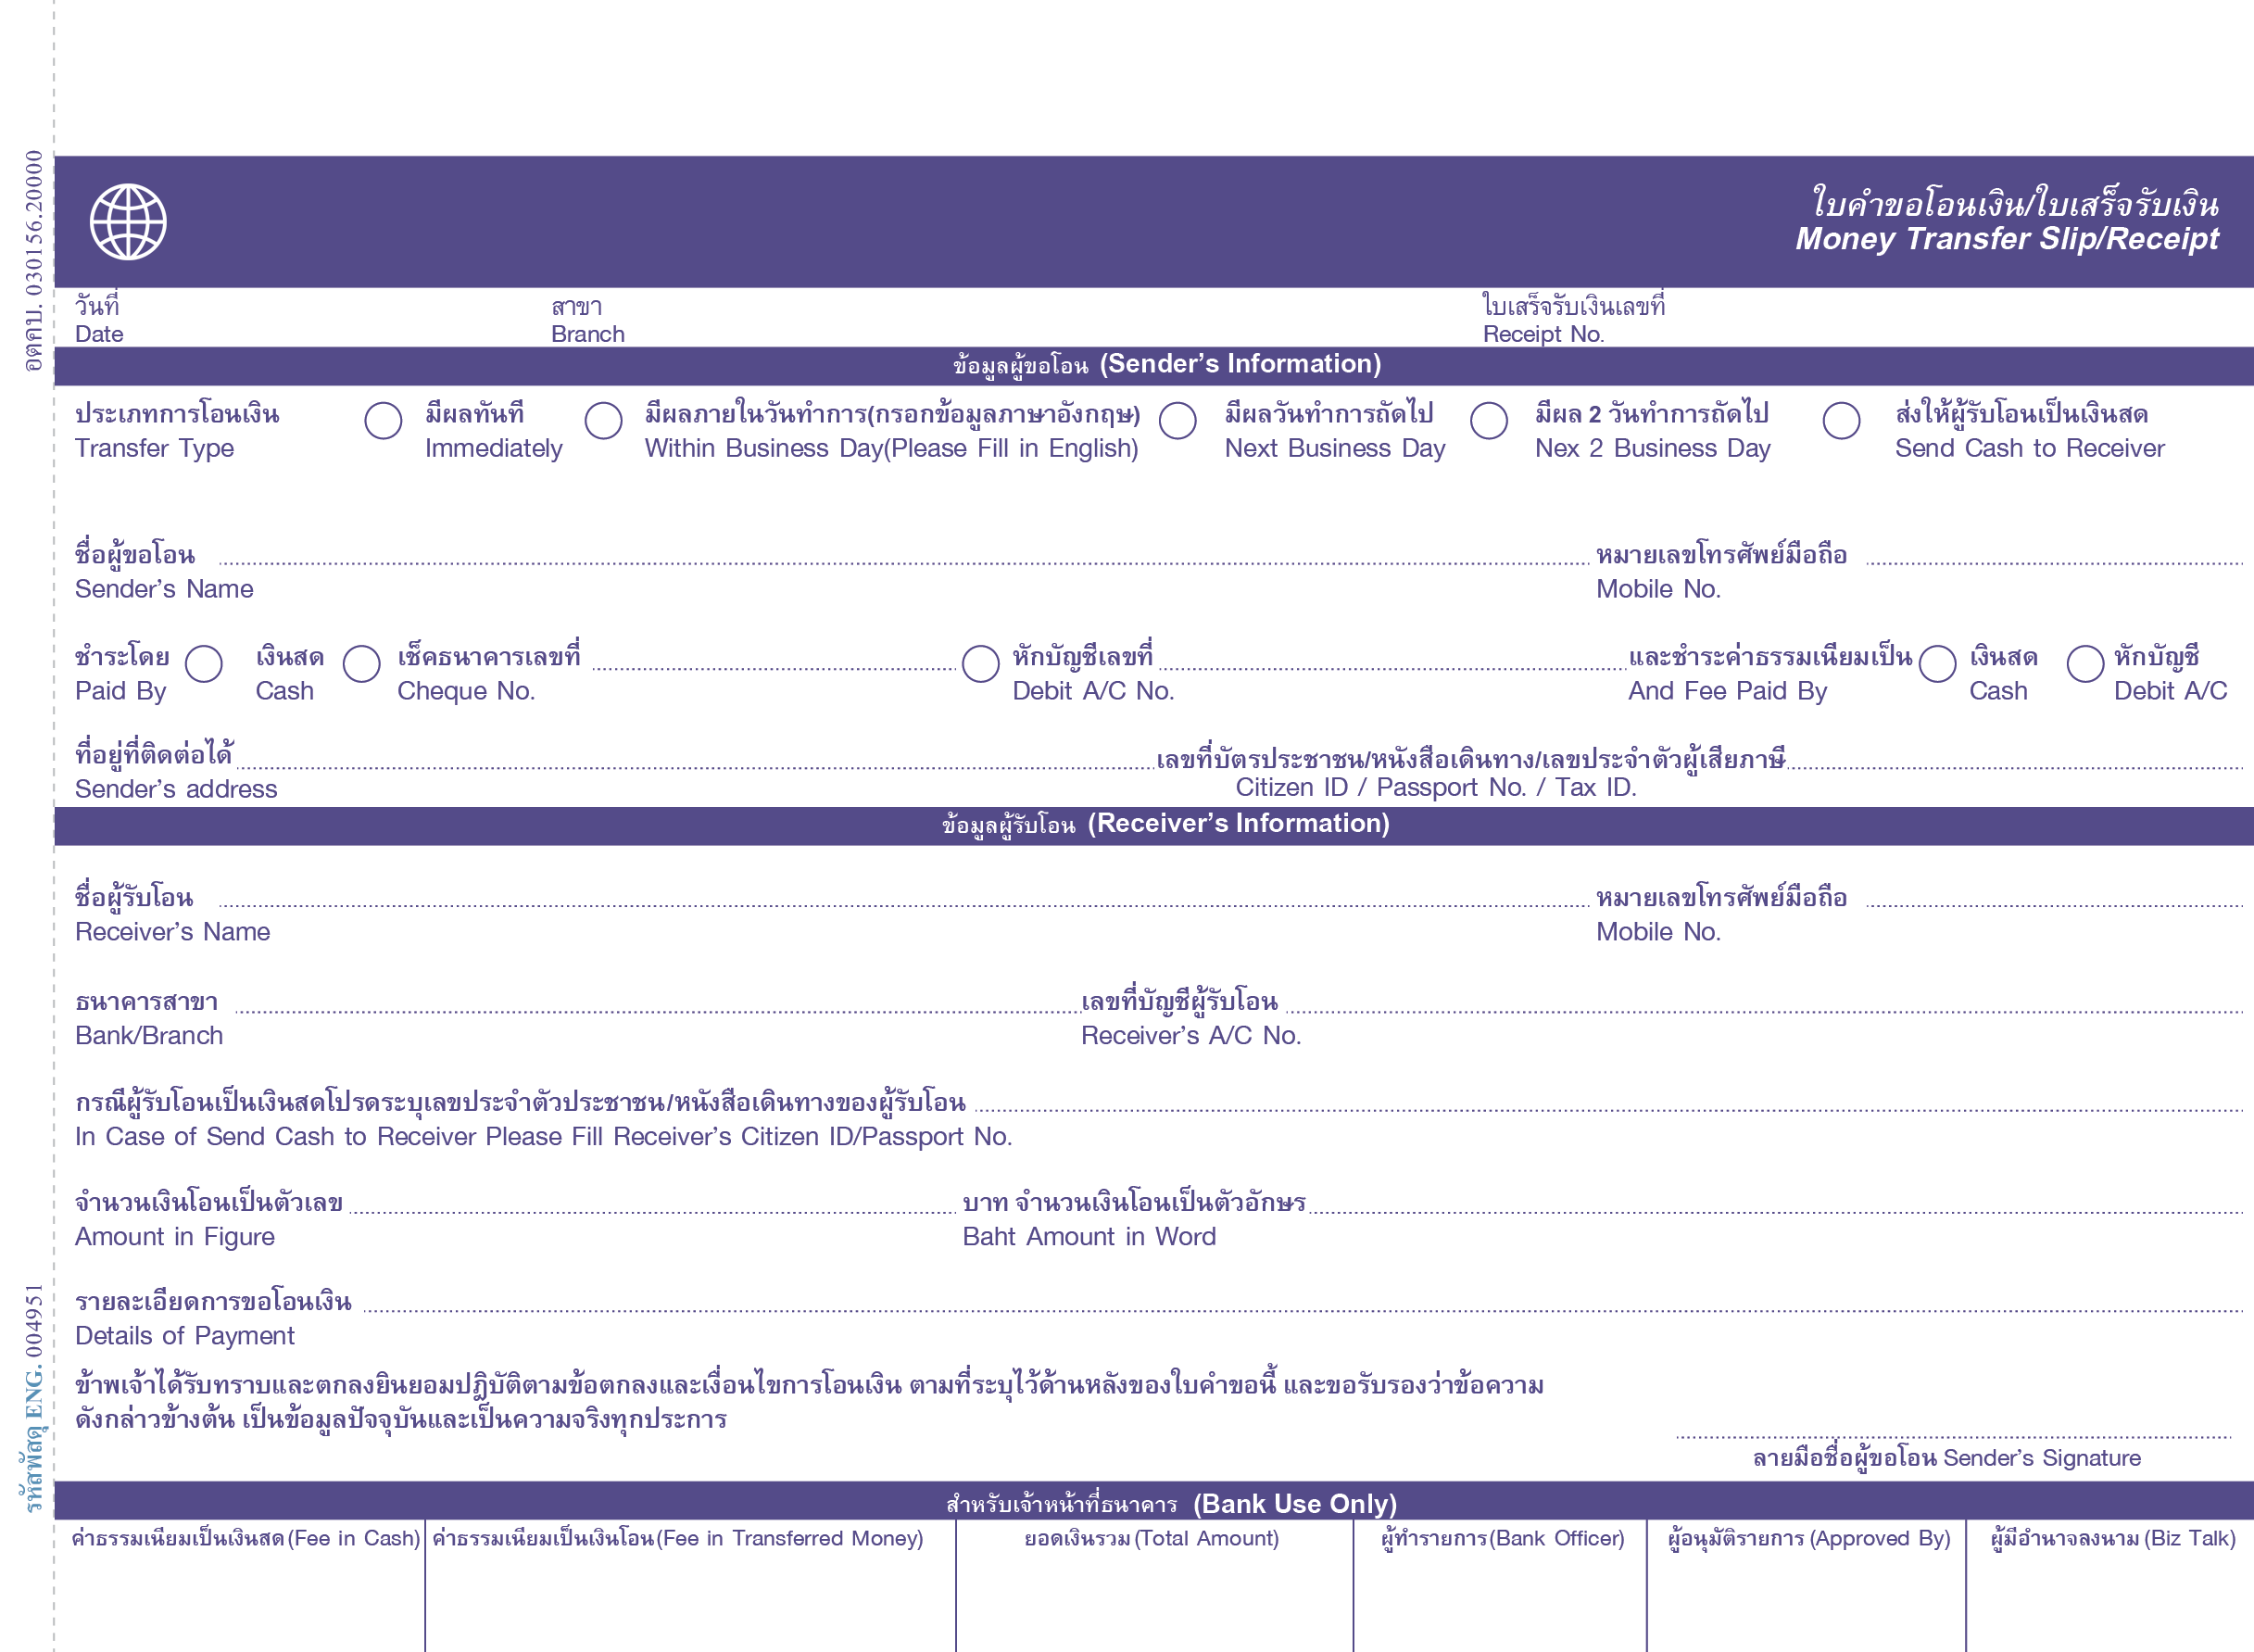 อตคบ. 030156.20000
ใบคำขอโอนเงิน/ใบเสร็จรับเงิน
Money Transfer Slip/Receipt
วันที่ สาขา ใบเสร็จรับเงินเลขที่
Date Branch Receipt No.
ข้อมูลผู้ขอโอน (Sender's Information)
ประเภทการโอนเงิน มีผลทันที มีผลภายในวันทำการ(กรอกข้อมูลภาษาอังกฤษ) มีผลวันทำการถัดไป มีผล 2 วันทำการถัดไป ส่งให้ผู้รับโอนเป็นเงินสด
Transfer Type Immediately Within Business Day(Please Fill in English) Next Business Day Nex 2 Business Day Send Cash to Receiver
ชื่อผู้ขอโอน หมายเลขโทรศัพย์มือถือ
Sender's Name Mobile No.
ชำระโดย เงินสด เช็คธนาคารเลขที่ หักบัญชีเลขที่ และชำระค่าธรรมเนียมเป็น เงินสด หักบัญชี
Paid By Cash Cheque No. Debit A/C No. And Fee Paid By Cash Debit A/C
ที่อยู่ที่ติดต่อได้ เลขที่บัตรประชาชน/หนังสือเดินทาง/เลขประจำตัวผู้เสียภาษี
Sender's address Citizen ID / Passport No. / Tax ID.
ข้อมูลผู้รับโอน (Receiver's Information)
ชื่อผู้รับโอน หมายเลขโทรศัพย์มือถือ
Receiver's Name Mobile No.
ธนาคารสาขา เลขที่บัญชีผู้รับโอน
Bank/Branch Receiver's A/C No.
กรณีผู้รับโอนเป็นเงินสดโปรดระบุเลขประจำตัวประชาชน/หนังสือเดินทางของผู้รับโอน
In Case of Send Cash to Receiver Please Fill Receiver's Citizen ID/Passport No.
จำนวนเงินโอนเป็นตัวเลข บาท จำนวนเงินโอนเป็นตัวอักษร
Amount in Figure Baht Amount in Word
รายละเอียดการขอโอนเงิน
Details of Payment
ข้าพเจ้าได้รับทราบและตกลงยินยอมปฏิบัติตามข้อตกลงและเงื่อนไขการโอนเงิน ตามที่ระบุไว้ด้านหลังของใบคำขอนี้ และขอรับรองว่าข้อความ
ดังกล่าวข้างต้น เป็นข้อมูลปัจจุบันและเป็นความจริงทุกประการ
ลายมือชื่อผู้ขอโอน Sender's Signature
รหัสพัสดุ ENG. 004951
สำหรับเจ้าหน้าที่ธนาคาร (Bank Use Only)
ค่าธรรมเนียมเป็นเงินสด (Fee in Cash) ค่าธรรมเนียมเป็นเงินโอน (Fee in Transferred Money) ยอดเงินรวม (Total Amount) ผู้ทำรายการ (Bank Officer) ผู้อนุมัติรายการ (Approved By) ผู้มีอำนาจลงนาม (Biz Talk)